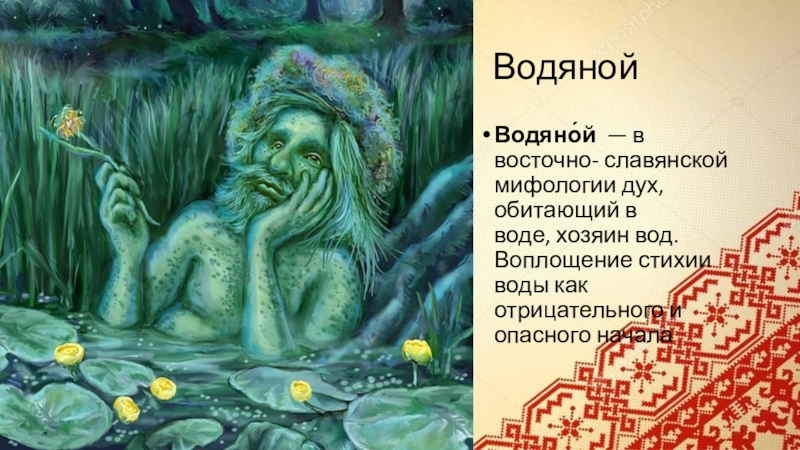 Водяной
• Водяно́й — в
восточно- славянской
мифологии дух,
обитающий в
воде, хозяин вод.
Воплощение стихии
воды как
отрицательного и
опасного начала